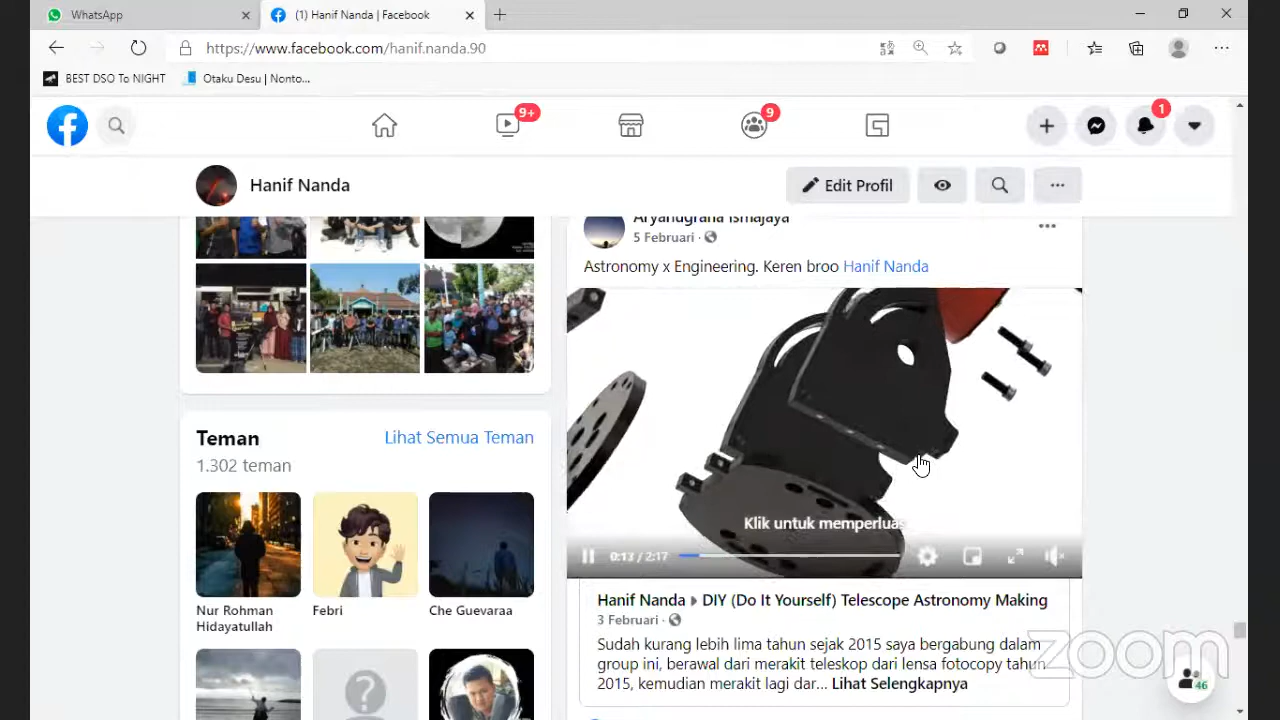 WhatsApp
(1) Hanif Nanda | Facebook
https://www.facebook.com/hanif.nanda.90
BEST DSO To NIGHT
Otaku Desu | Nonto...
9+
9
1
Hanif Nanda
Edit Profil
Aryanugraha Ismajaya
5 Februari ·
Astronomy x Engineering. Keren broo Hanif Nanda
Klik untuk memperluas
0:13 / 2:17
Teman
Lihat Semua Teman
1.302 teman
Nur Rohman
Hidayatullah
Febri
Che Guevaraa
Hanif Nanda ▸ DIY (Do It Yourself) Telescope Astronomy Making
3 Februari ·
Sudah kurang lebih lima tahun sejak 2015 saya bergabung dalam
group ini, berawal dari merakit teleskop dari lensa fotocopy tahun
2015, kemudian merakit lagi dar... Lihat Selengkapnya
zoom
46